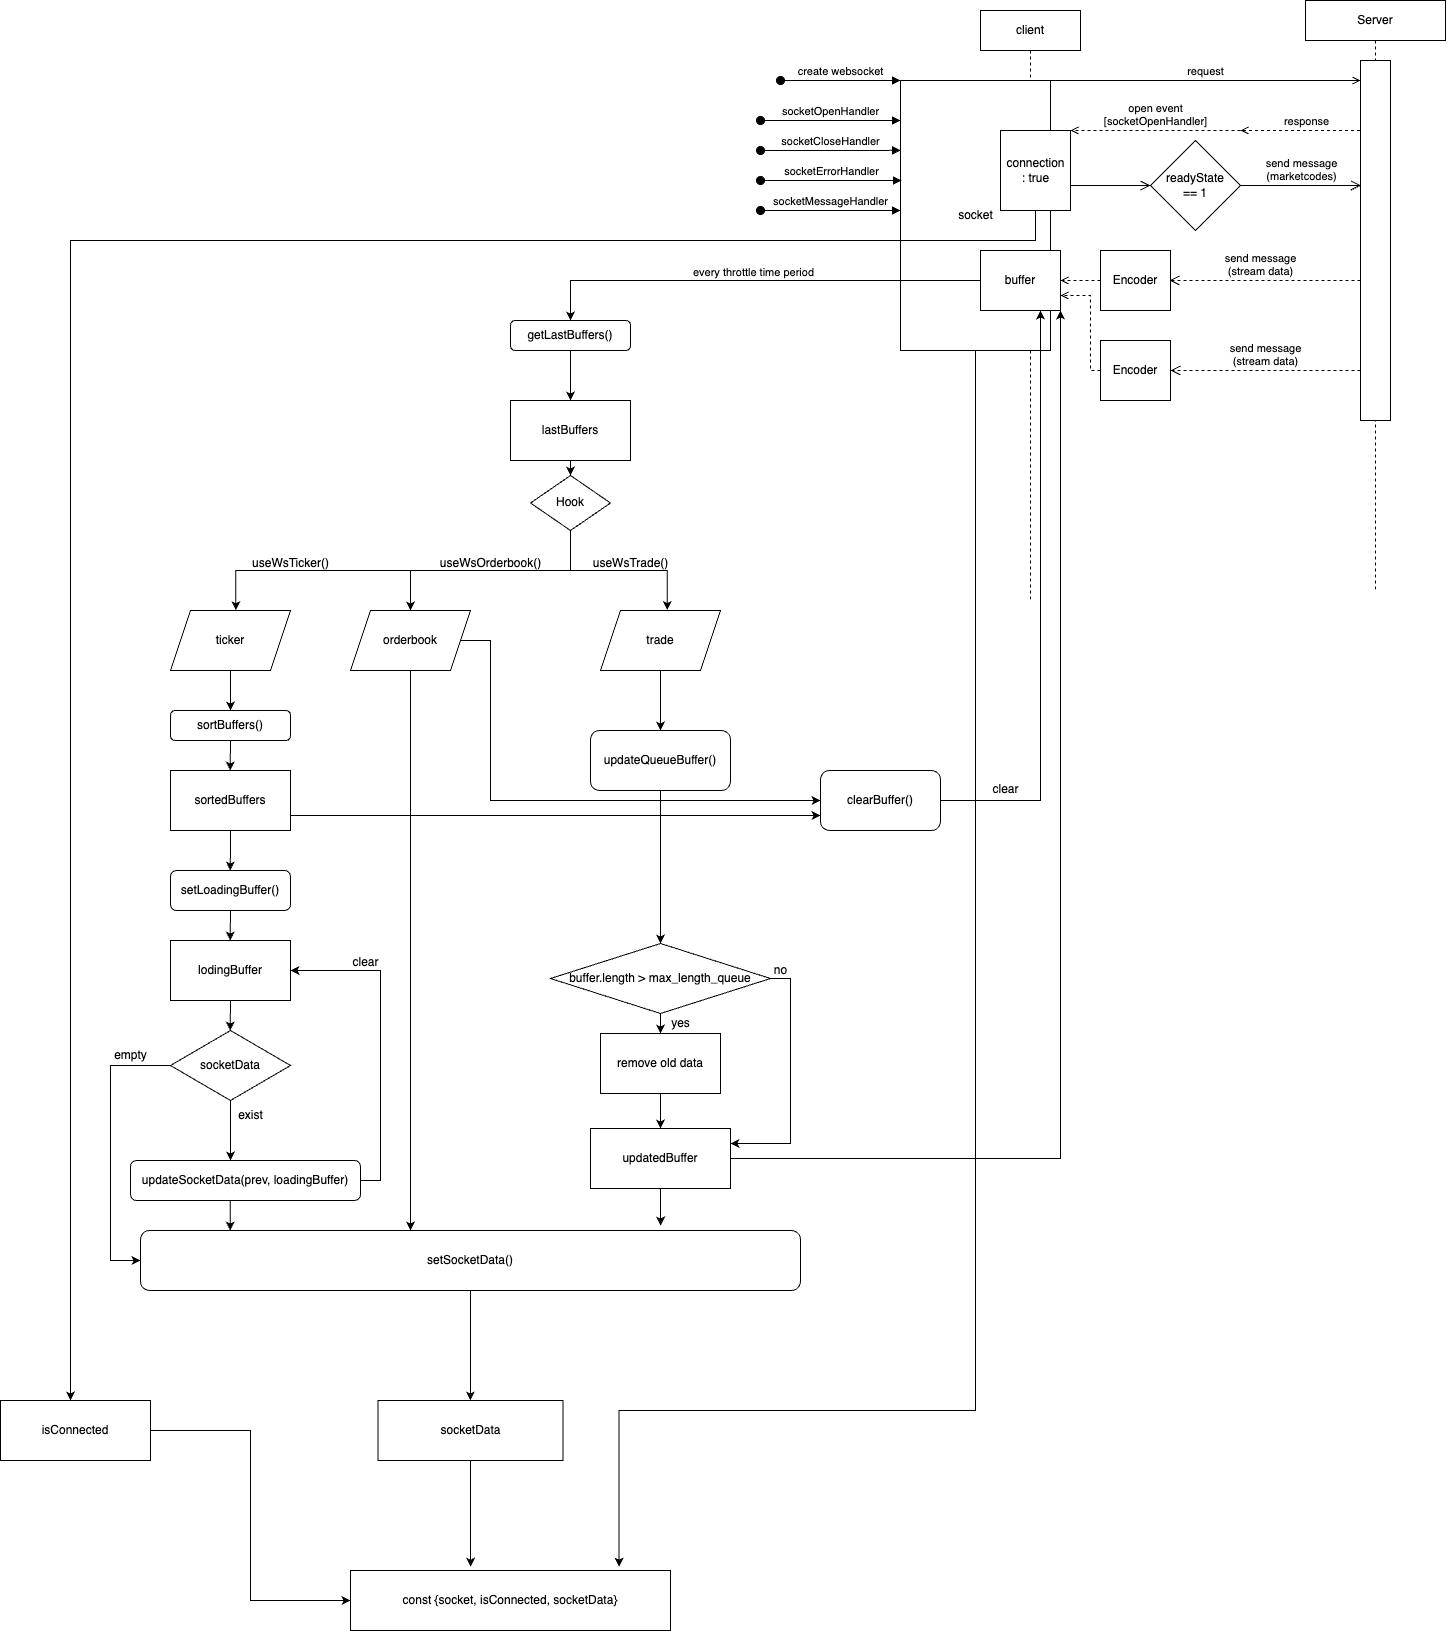 Server
client
create websocket
request
socketOpenHandler
open event
[socketOpenHandler]
response
socketCloseHandler
connection
: true
readyState
== 1
send message
(marketcodes)
socketErrorHandler
socketMessageHandler
socket
buffer
Encoder
send message
(stream data)
every throttle time period
getLastBuffers()
Encoder
send message
(stream data)
lastBuffers
Hook
useWsTicker()
useWsOrderbook()
useWsTrade()
ticker
orderbook
trade
sortBuffers()
updateQueueBuffer()
sortedBuffers
clearBuffer()
clear
setLoadingBuffer()
lodingBuffer
clear
buffer.length > max_length_queue
no
yes
empty
socketData
remove old data
exist
updateSocketData(prev, loadingBuffer)
updatedBuffer
setSocketData()
isConnected
socketData
const {socket, isConnected, socketData}